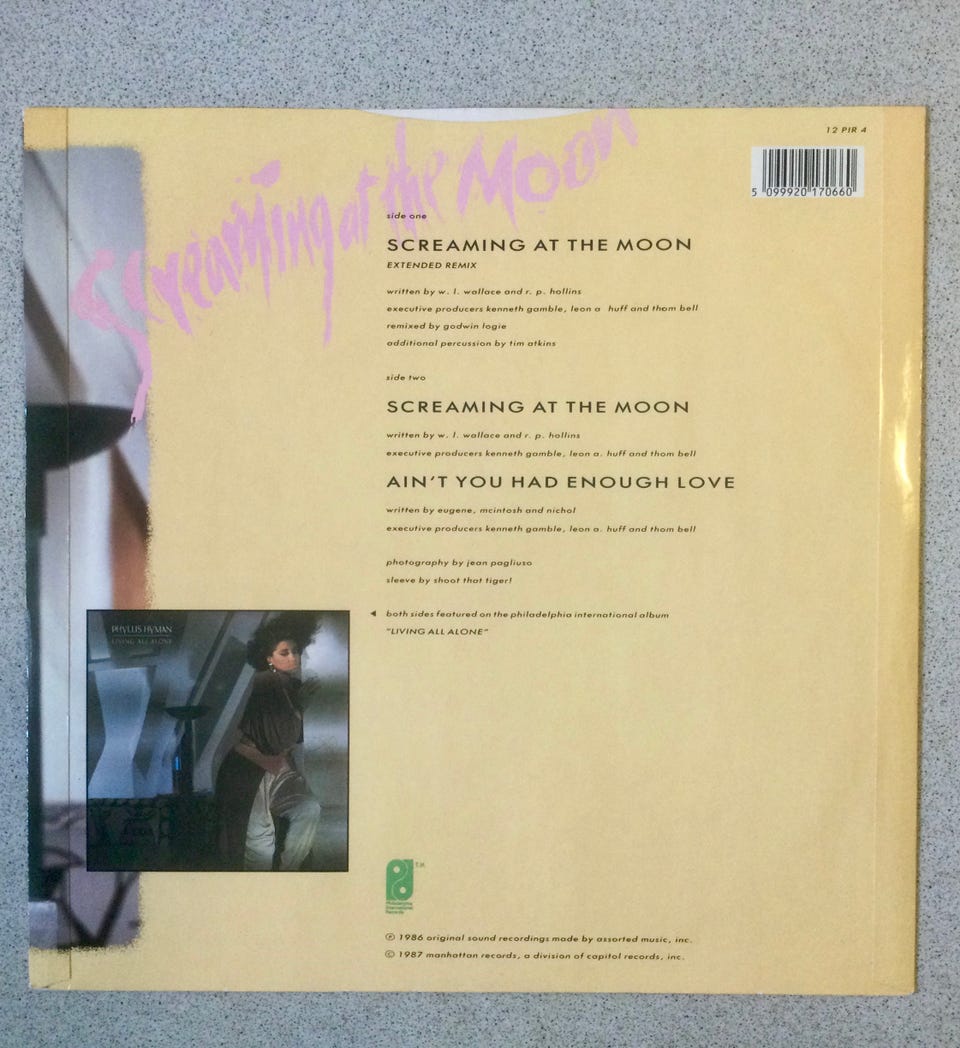 12 PIR 4
5 099920 170660
Screaming at the Moon
side one
SCREAMING AT THE MOON
EXTENDED REMIX
written by w. l. wallace and r. p. hollins
executive producers kenneth gamble, leon a huff and thom bell
remixed by godwin logie
additional percussion by tim atkins
side two
SCREAMING AT THE MOON
written by w. l. wallace and r. p. hollins
executive producers kenneth gamble, leon a. huff and thom bell
AIN'T YOU HAD ENOUGH LOVE
written by eugene, mcintosh and nichol
executive producers kenneth gamble, leon a. huff and thom bell
photography by jean pagliuso
sleeve by shoot that tiger!
◄ both sides featured on the philadelphia international album
"LIVING ALL ALONE"
PHYLLIS HYMAN
LIVING ALL ALONE
T.M.
Philadelphia
International
Records
℗ 1986 original sound recordings made by assorted music, inc.
© 1987 manhattan records, a division of capitol records, inc.